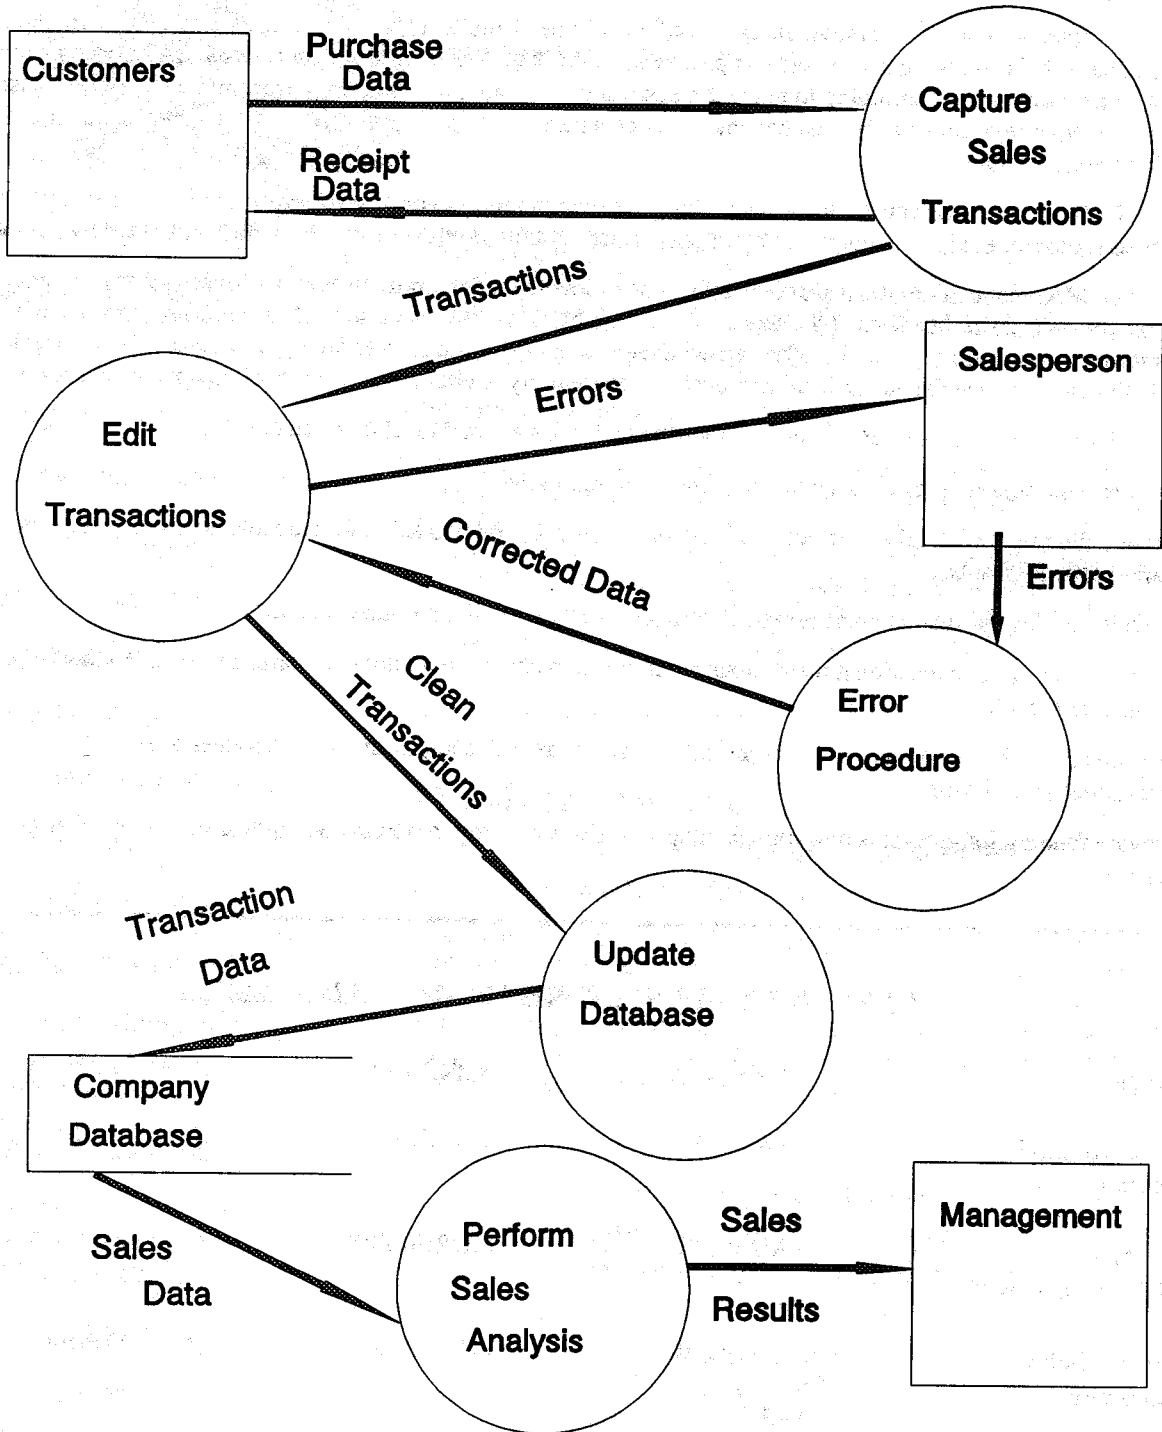 Customers
Purchase
Data
Receipt
Data
Capture
Sales
Transactions
Transactions
Errors
Salesperson
Edit
Transactions
Corrected Data
Errors
Clean
Transactions
Error
Procedure
Transaction
Data
Update
Database
Company
Database
Sales
Data
Perform
Sales
Analysis
Sales
Results
Management